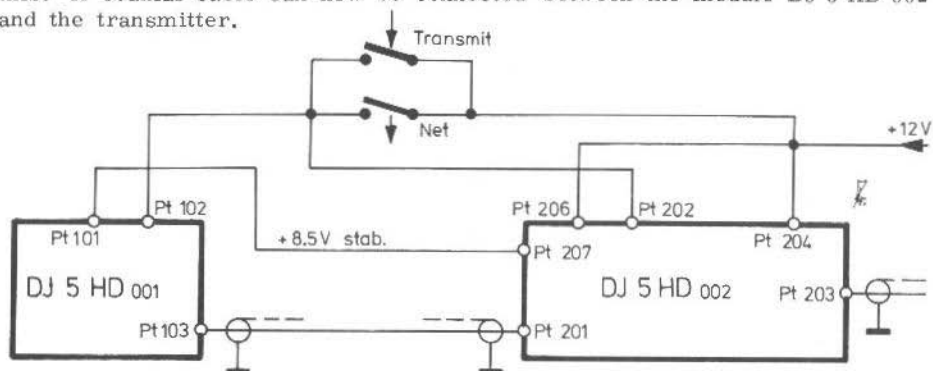 and the transmitter.
Transmit
Net
+12V
Pt 101
Pt 102
Pt 206
Pt 202
Pt 204
+8.5V stab.
Pt 207
DJ 5 HD 001
DJ 5 HD 002
Pt 203
Pt 103
Pt 201